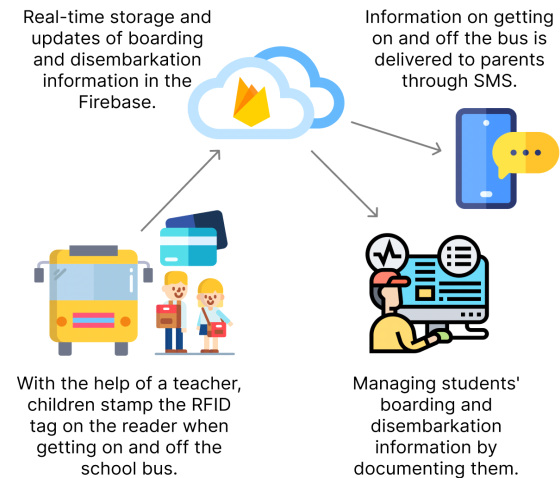 Real-time storage and
updates of boarding
and disembarkation
information in the
Firebase.
Information on getting
on and off the bus is
delivered to parents
through SMS.
With the help of a teacher,
children stamp the RFID
tag on the reader when
getting on and off the
school bus.
Managing students'
boarding and
disembarkation
information by
documenting them.